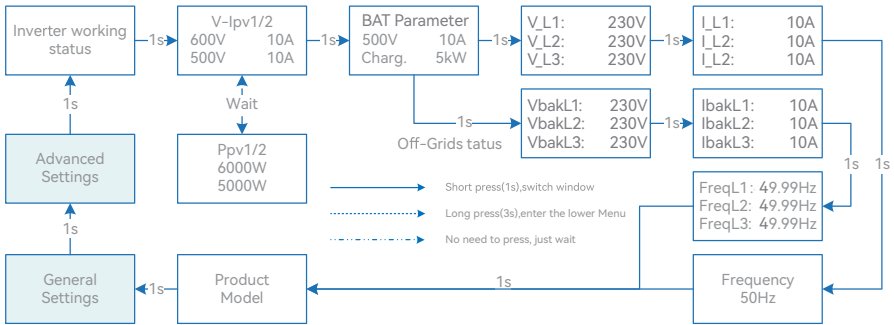 Inverter working
status
1s
V-Ipv1/2
600V 10A
500V 10A
1s
BAT Parameter
500V 10A
Charg. 5kW
1s
V_L1: 230V
V_L2: 230V
V_L3: 230V
1s
I_L1: 10A
I_L2: 10A
I_L2: 10A
1s
Wait
1s
VbakL1: 230V
VbakL2: 230V
VbakL3: 230V
1s
IbakL1: 10A
IbakL2: 10A
IbakL3: 10A
Off-Grids tatus
Advanced
Settings
Ppv1/2
6000W
5000W
1s
1s
Short press(1s),switch window
Long press(3s),enter the lower Menu
No need to press, just wait
FreqL1: 49.99Hz
FreqL2: 49.99Hz
FreqL3: 49.99Hz
1s
General
Settings
1s
Product
Model
1s
Frequency
50Hz